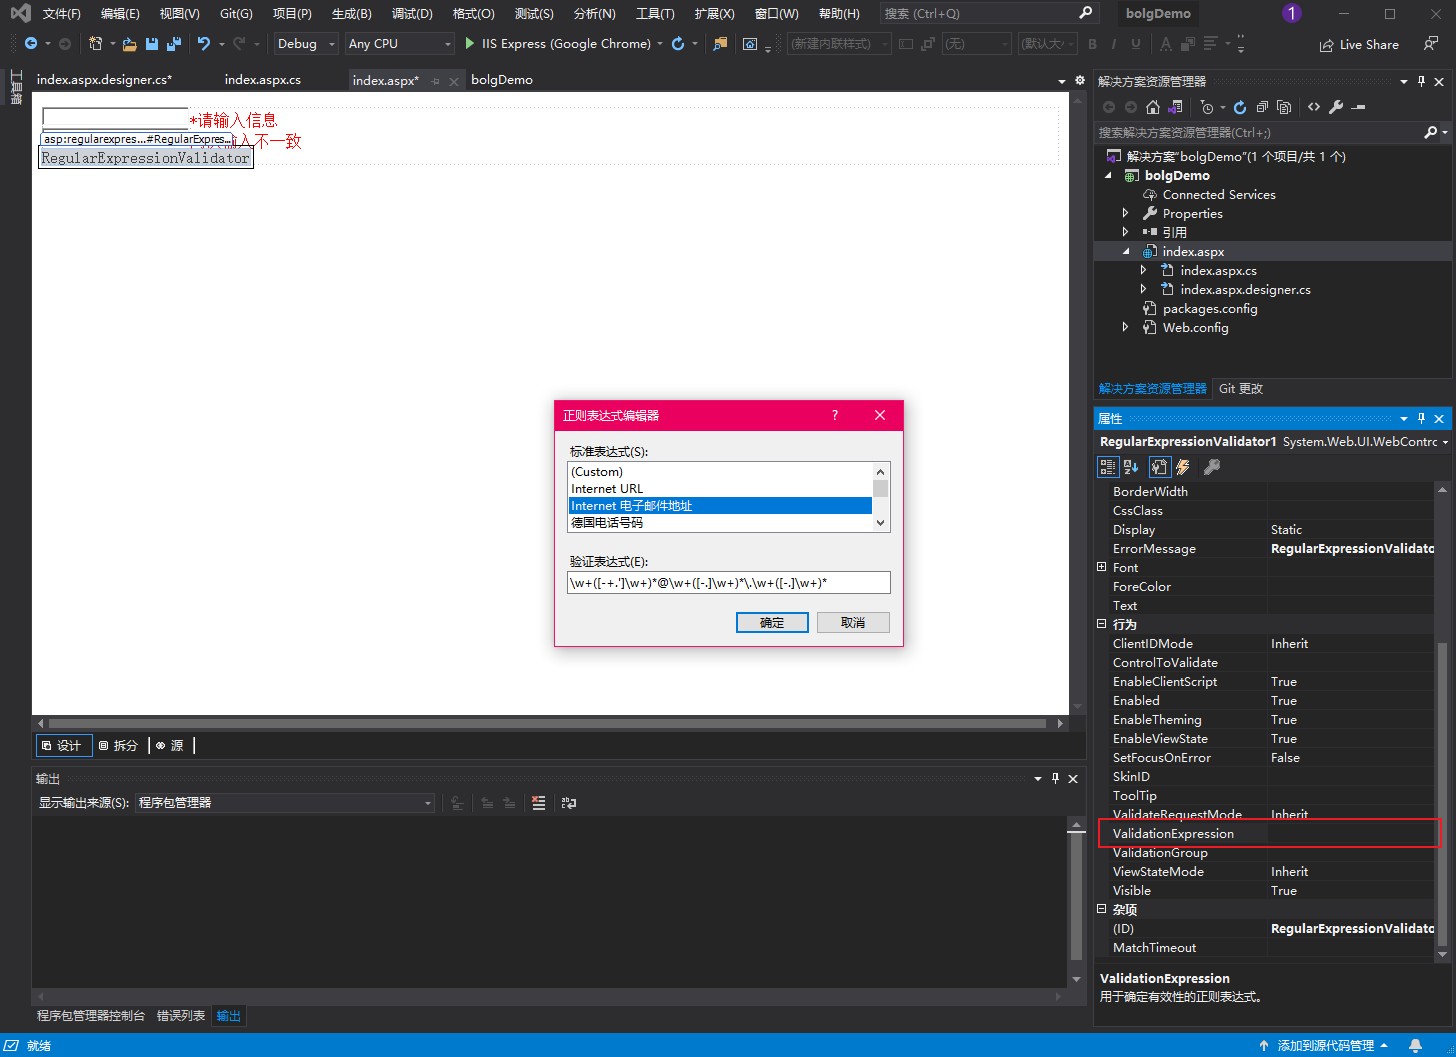 文件(F) 编辑(E) 视图(V) Git(G) 项目(P) 生成(B) 调试(D) 格式(O) 测试(S) 分析(N) 工具(T) 扩展(X) 窗口(W) 帮助(H) 搜索 (Ctrl+Q) bolgDemo 1
Debug Any CPU IIS Express (Google Chrome) (新建内联样式) (无) (默认大小 B I U A Live Share
工具箱
index.aspx.designer.cs* index.aspx.cs index.aspx* bolgDemo
*请输入信息
asp:regularexpres...#RegularExpres...
输入不一致
RegularExpressionValidator
正则表达式编辑器 ?
标准表达式(S):
(Custom)
Internet URL
Internet 电子邮件地址
德国电话号码
验证表达式(E):
\w+([-+.']\w+)*@\w+([-.]\w+)*\.\w+([-.]\w+)*
确定 取消
设计 拆分 源
输出
显示输出来源(S): 程序包管理器
程序包管理器控制台 错误列表 输出
解决方案资源管理器
搜索解决方案资源管理器(Ctrl+;)
解决方案"bolgDemo"(1 个项目/共 1 个)
bolgDemo
Connected Services
Properties
引用
index.aspx
index.aspx.cs
index.aspx.designer.cs
packages.config
Web.config
解决方案资源管理器 Git 更改
属性
RegularExpressionValidator1 System.Web.UI.WebContro
BorderWidth
CssClass
Display Static
ErrorMessage RegularExpressionValidato
Font
ForeColor
Text
行为
ClientIDMode Inherit
ControlToValidate
EnableClientScript True
Enabled True
EnableTheming True
EnableViewState True
SetFocusOnError False
SkinID
ToolTip
ValidateRequestMode Inherit
ValidationExpression
ValidationGroup
ViewStateMode Inherit
Visible True
杂项
(ID) RegularExpressionValidato
MatchTimeout
ValidationExpression
用于确定有效性的正则表达式。
就绪 添加到源代码管理